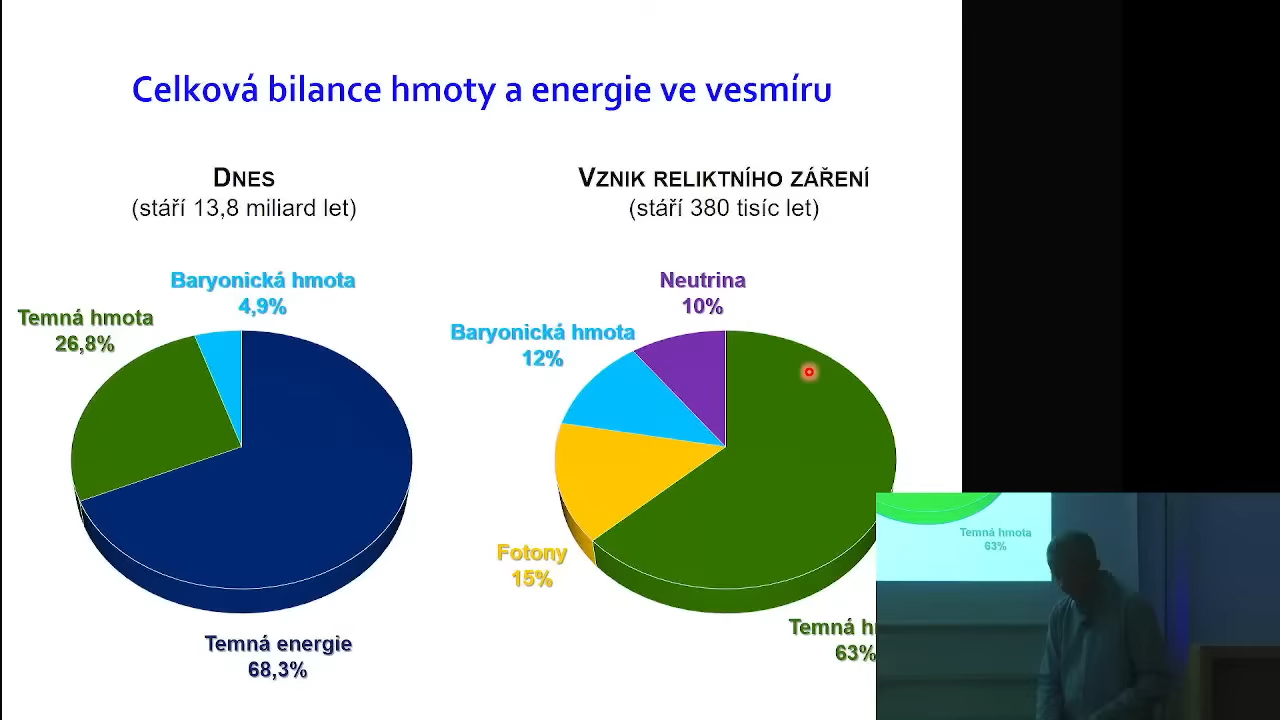 Celková bilance hmoty a energie ve vesmíru
DNES
(stáří 13,8 miliard let)
Baryonická hmota
4,9%
Temná hmota
26,8%
Temná energie
68,3%
VZNIK RELIKTNÍHO ZÁŘENÍ
(stáří 380 tisíc let)
Neutrina
10%
Baryonická hmota
12%
Fotony
15%
Temná h
63%
Temná hmota
63%